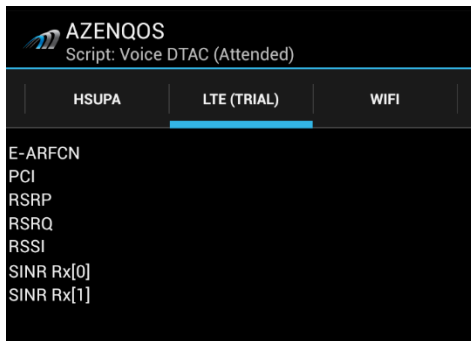 AZENQOS
Script: Voice DTAC (Attended)
HSUPA LTE (TRIAL) WIFI
E-ARFCN
PCI
RSRP
RSRQ
RSSI
SINR Rx[0]
SINR Rx[1]